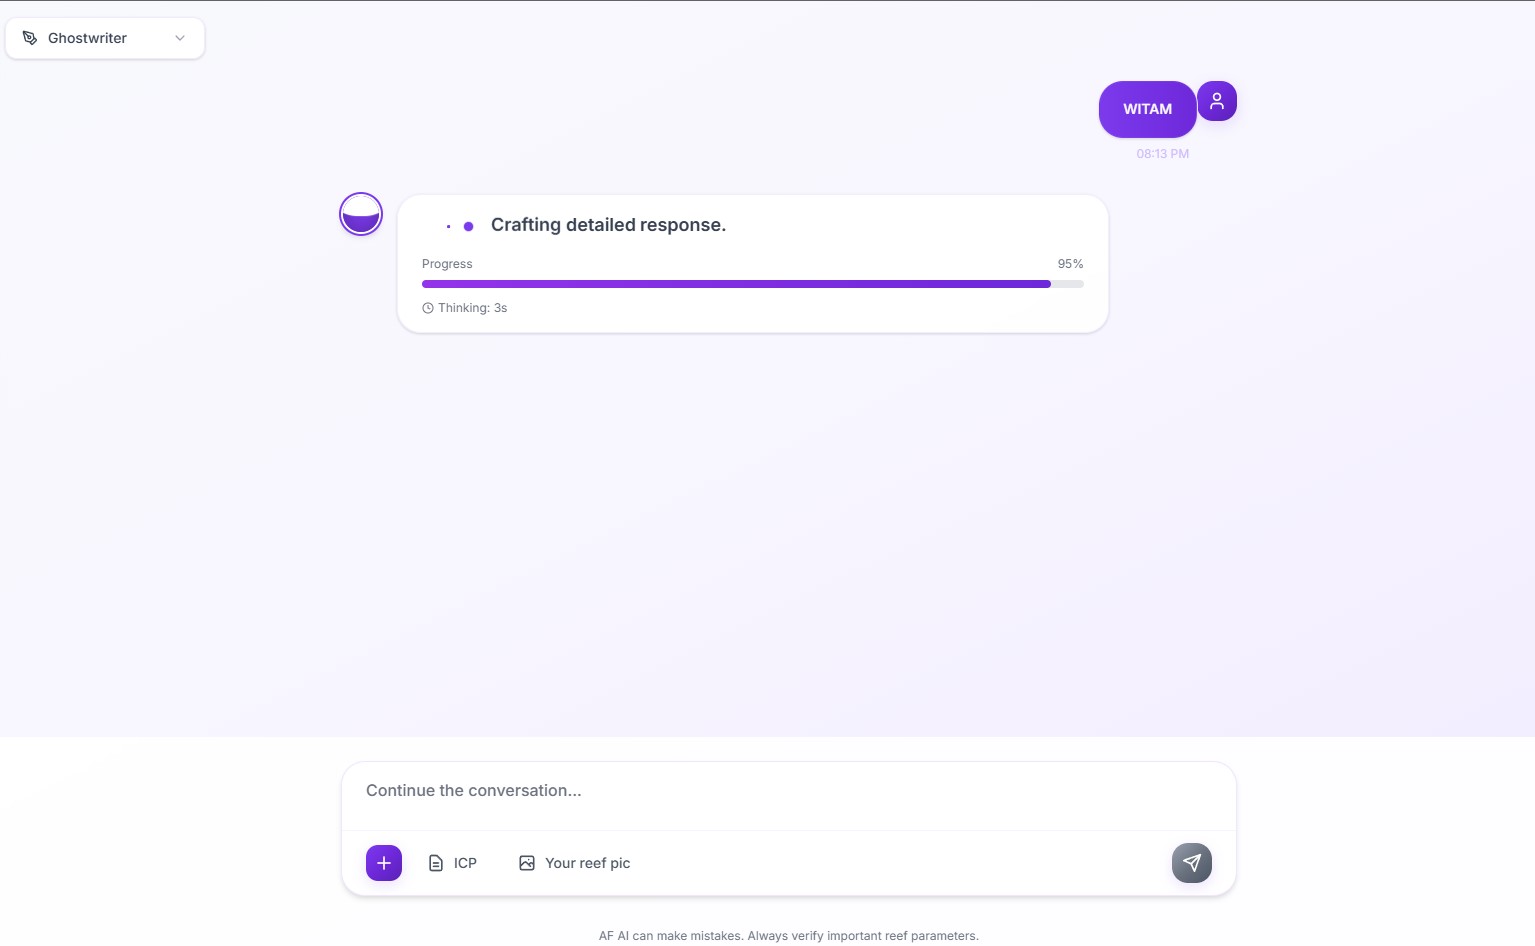 Ghostwriter
WITAM
08:13 PM
Crafting detailed response.
Progress 95%
Thinking: 3s
Continue the conversation...
ICP Your reef pic
AF AI can make mistakes. Always verify important reef parameters.